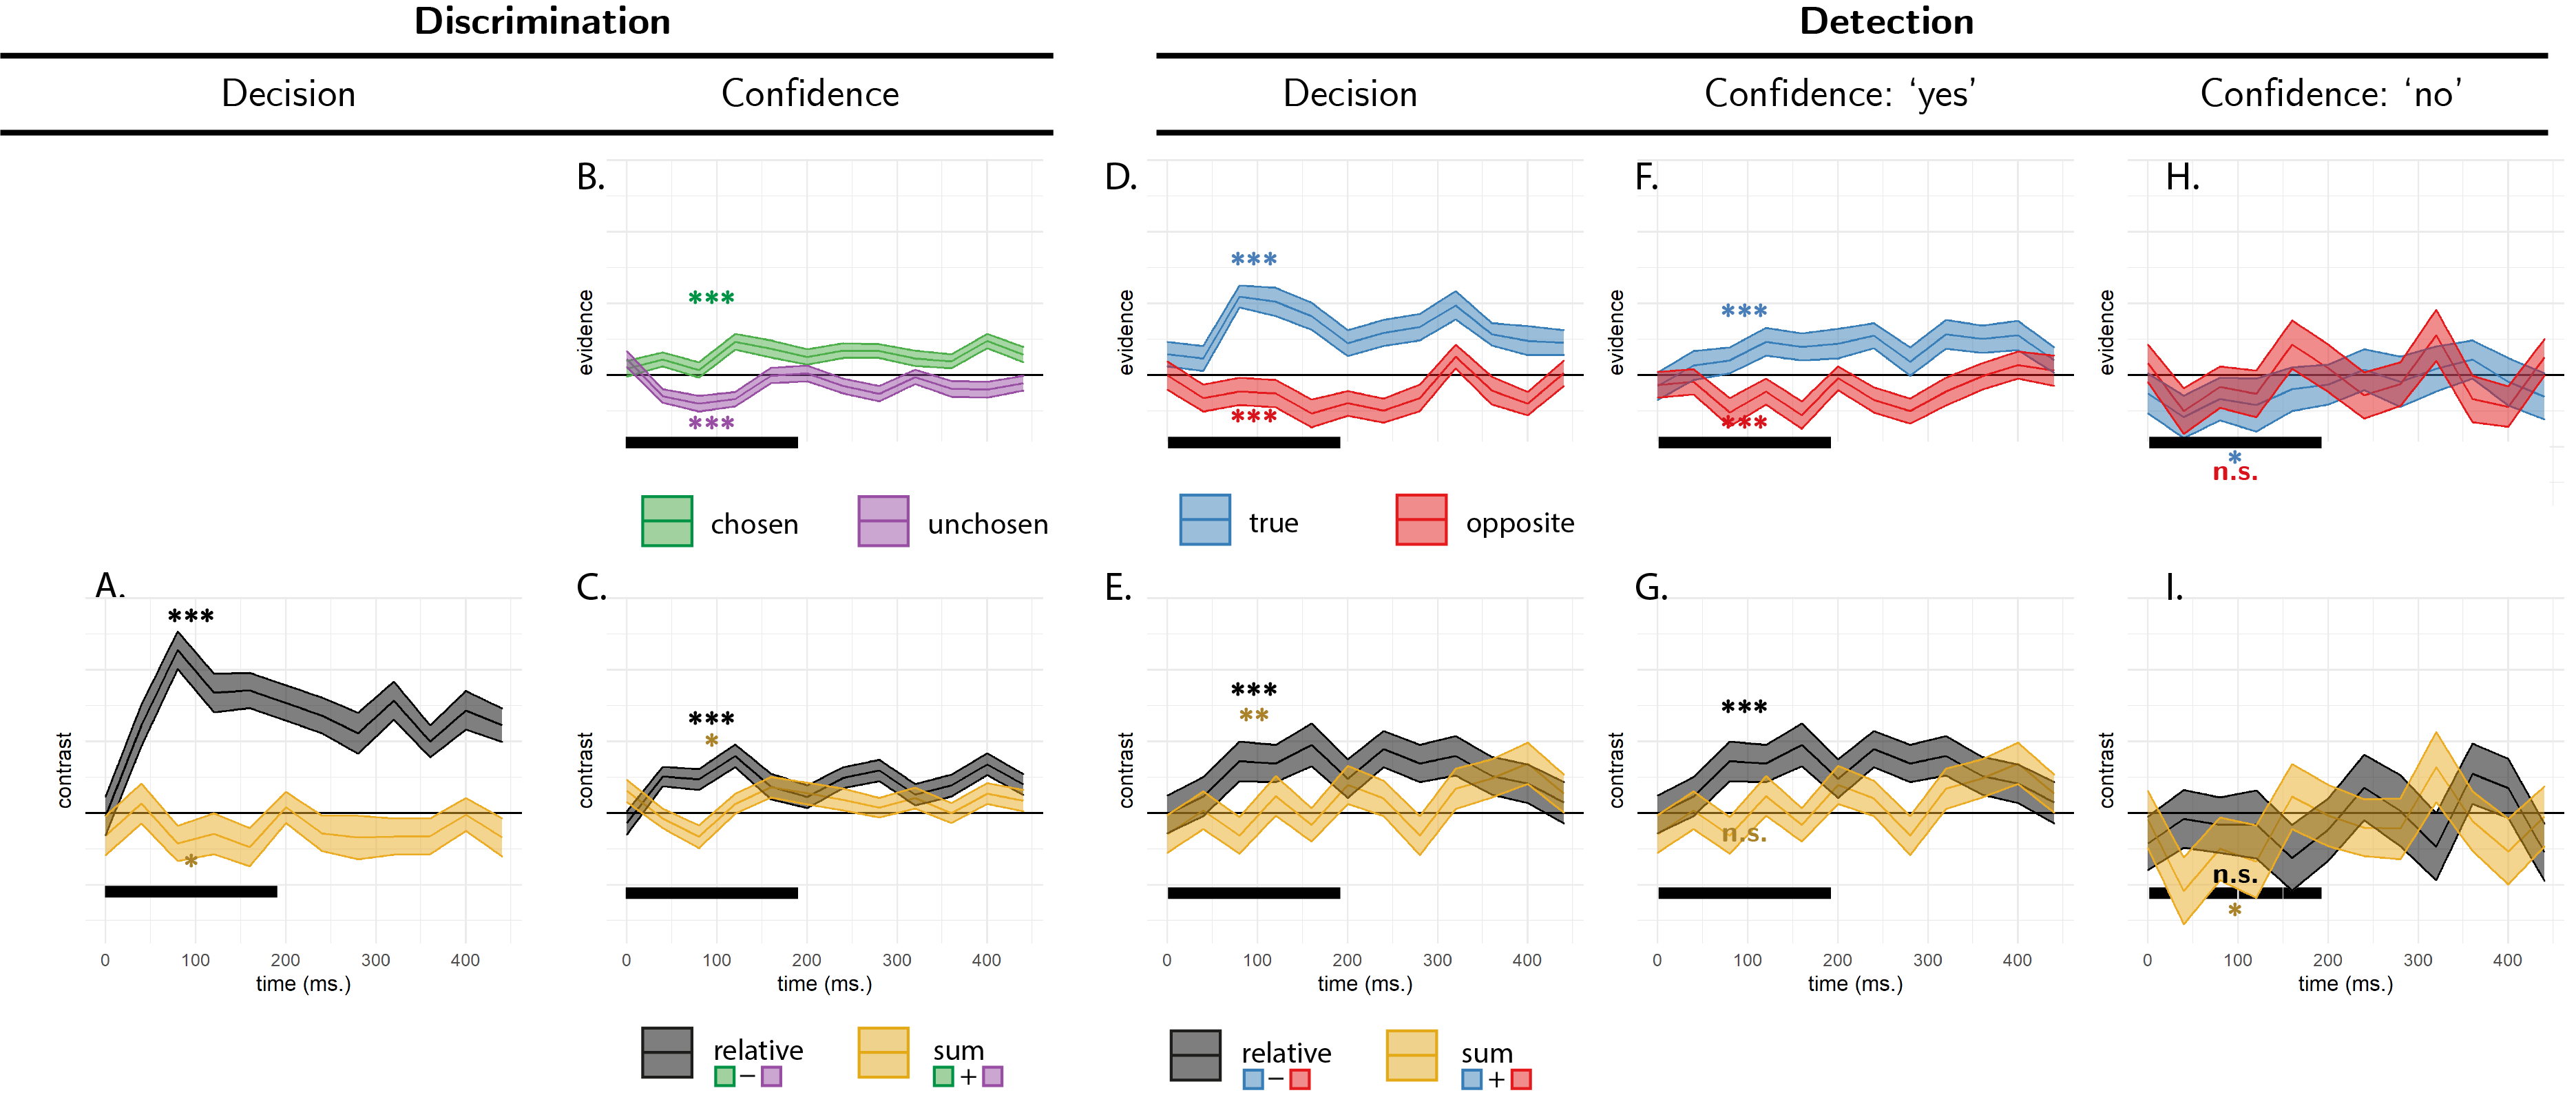 Discrimination
Detection
Decision
Confidence
Decision
Confidence: ‘yes’
Confidence: ‘no’
B.
D.
F.
H.
evidence
***
***
evidence
***
***
evidence
***
***
evidence
*
n.s.
chosen
unchosen
true
opposite
A.
C.
E.
G.
I.
contrast
***
*
0 100 200 300 400
time (ms.)
contrast
***
*
0 100 200 300 400
time (ms.)
contrast
***
**
0 100 200 300 400
time (ms.)
contrast
***
n.s.
0 100 200 300 400
time (ms.)
contrast
n.s.
*
0 100 200 300 400
time (ms.)
relative
−
sum
+
relative
−
sum
+